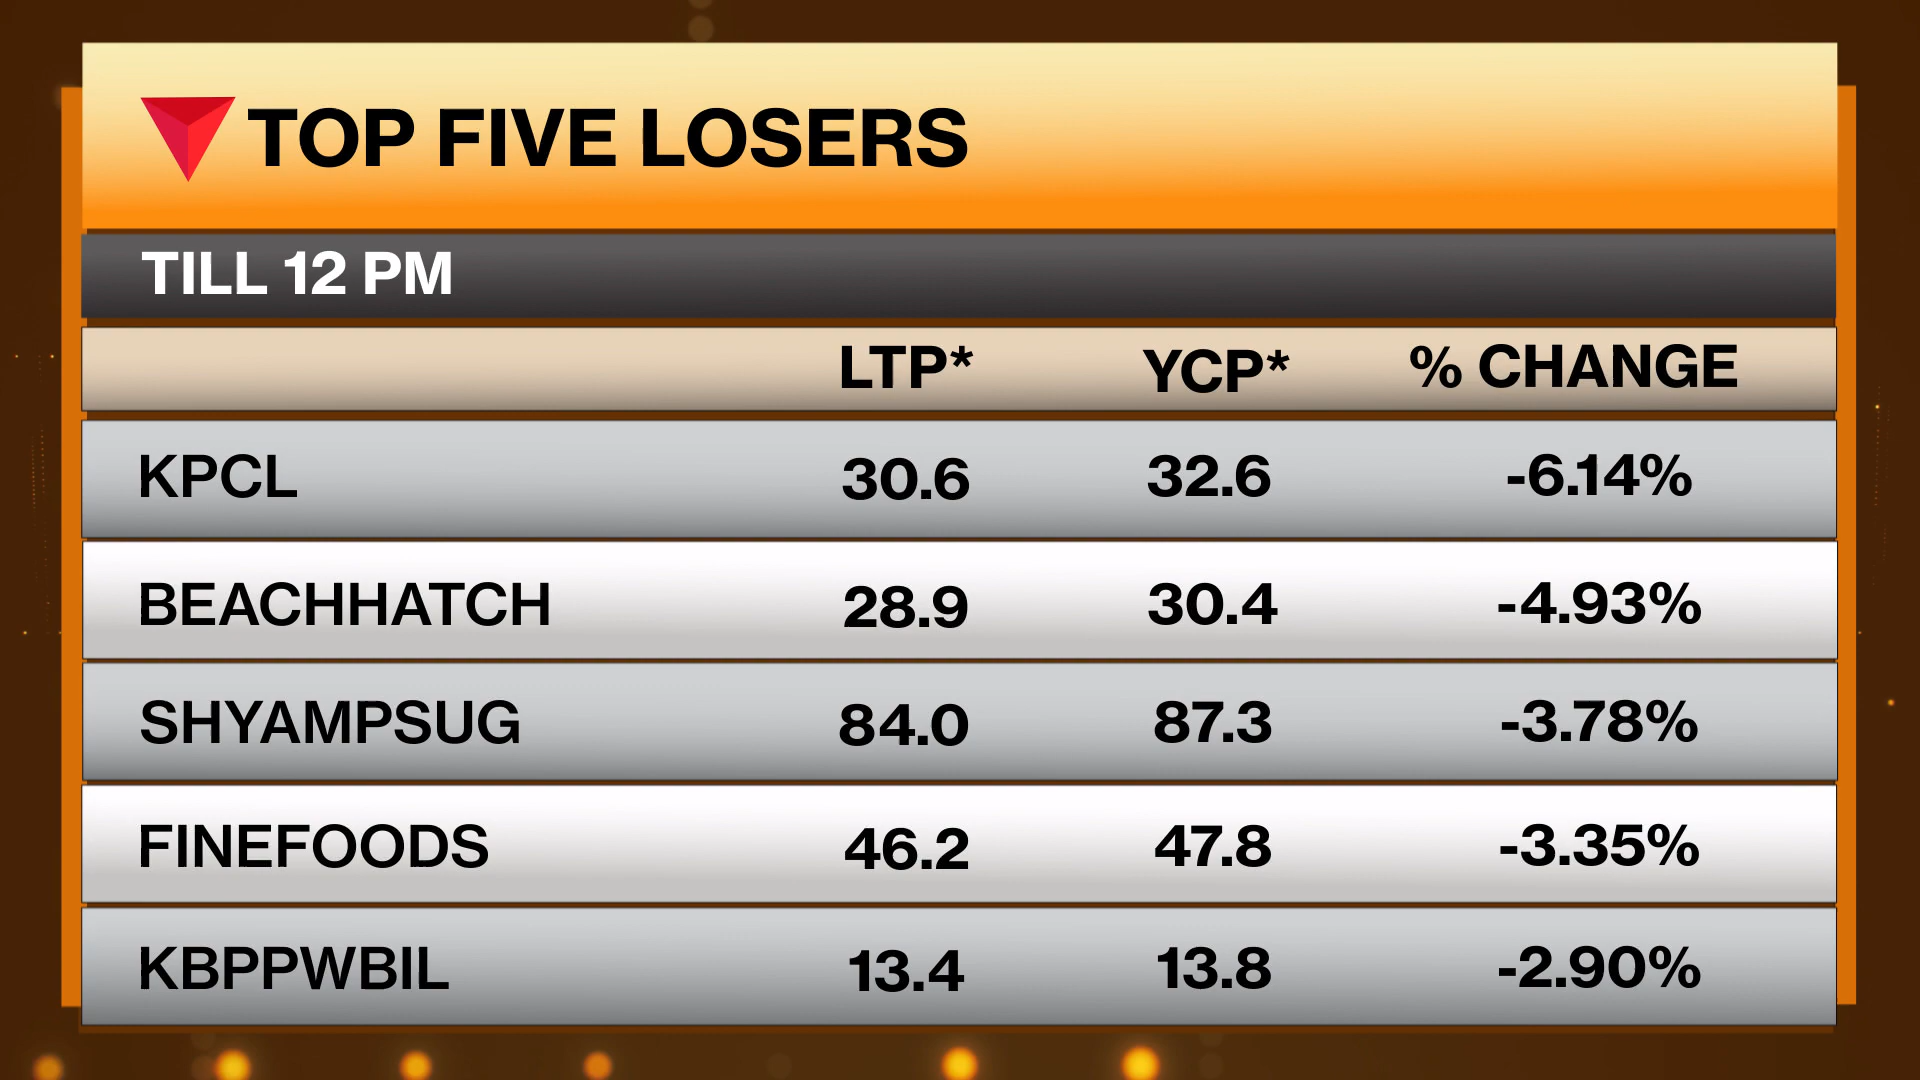 TOP FIVE LOSERS
TILL 12 PM
LTP* YCP* % CHANGE
KPCL 30.6 32.6 -6.14%
BEACHHATCH 28.9 30.4 -4.93%
SHYAMPSUG 84.0 87.3 -3.78%
FINEFOODS 46.2 47.8 -3.35%
KBPPWBIL 13.4 13.8 -2.90%